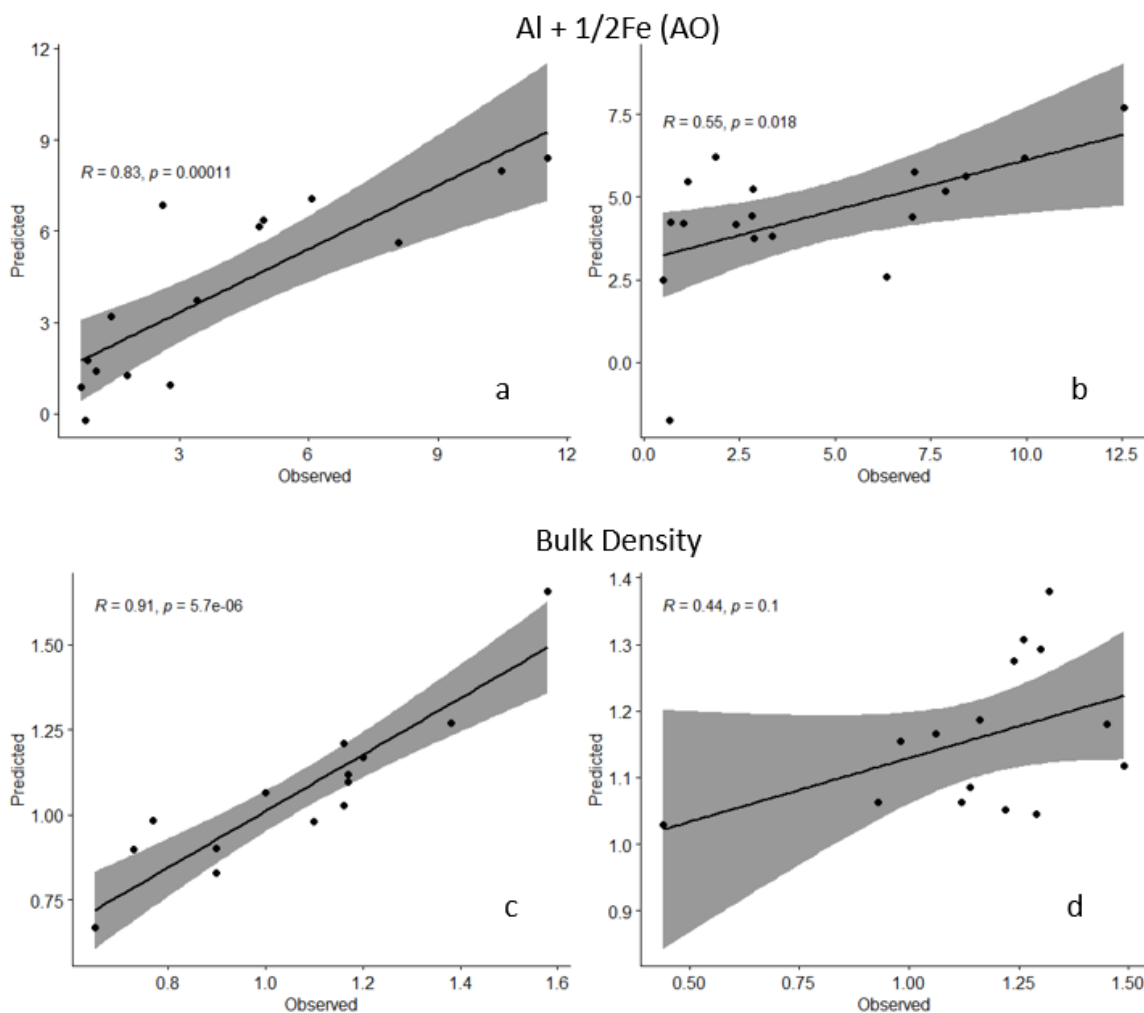 Al + 1/2Fe (AO)
12
9
6
3
0
Predicted
R = 0.83, p = 0.00011
a
3
6
9
12
Observed
7.5
5.0
2.5
0.0
Predicted
R = 0.55, p = 0.018
b
0.0
2.5
5.0
7.5
10.0
12.5
Observed
Bulk Density
1.50
1.25
1.00
0.75
Predicted
R = 0.91, p = 5.7e-06
c
0.8
1.0
1.2
1.4
1.6
Observed
1.4
1.3
1.2
1.1
1.0
0.9
Predicted
R = 0.44, p = 0.1
d
0.50
0.75
1.00
1.25
1.50
Observed